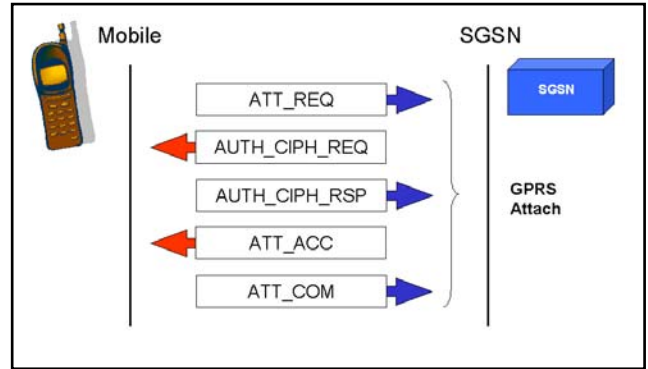 Mobile
SGSN
ATT_REQ
SGSN
AUTH_CIPH_REQ
AUTH_CIPH_RSP
GPRS
Attach
ATT_ACC
ATT_COM